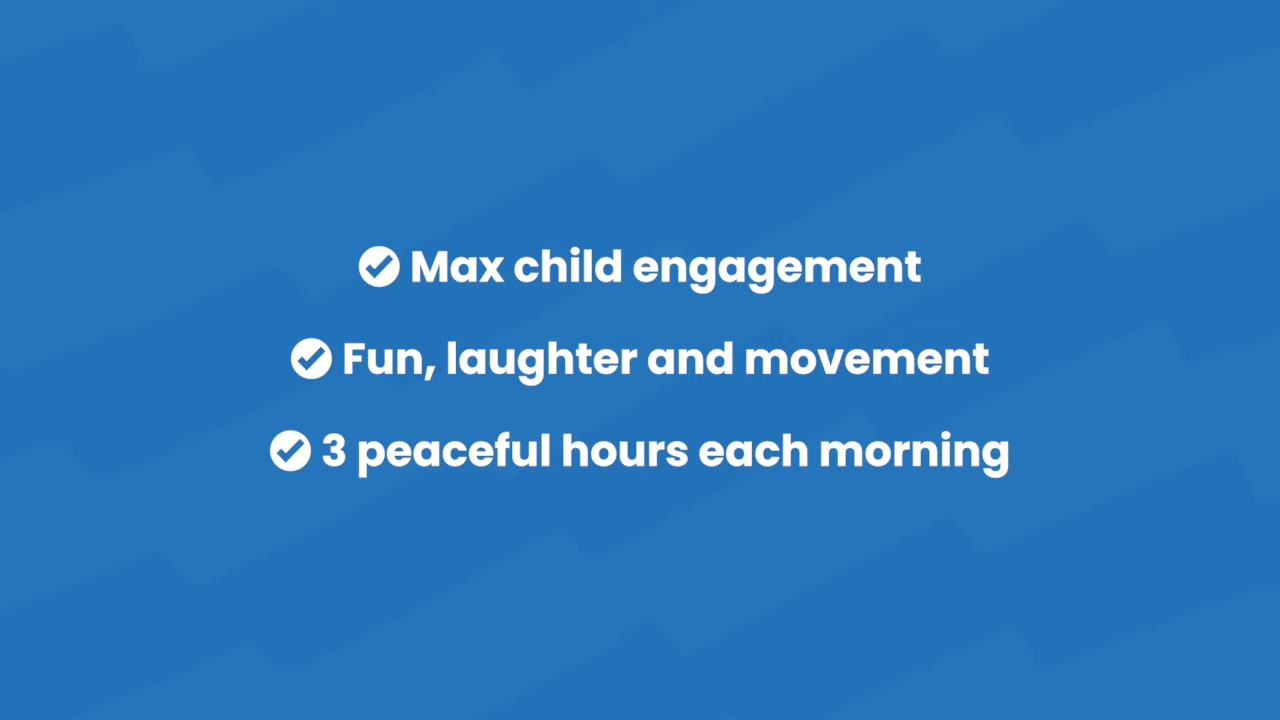 Max child engagement
Fun, laughter and movement
3 peaceful hours each morning